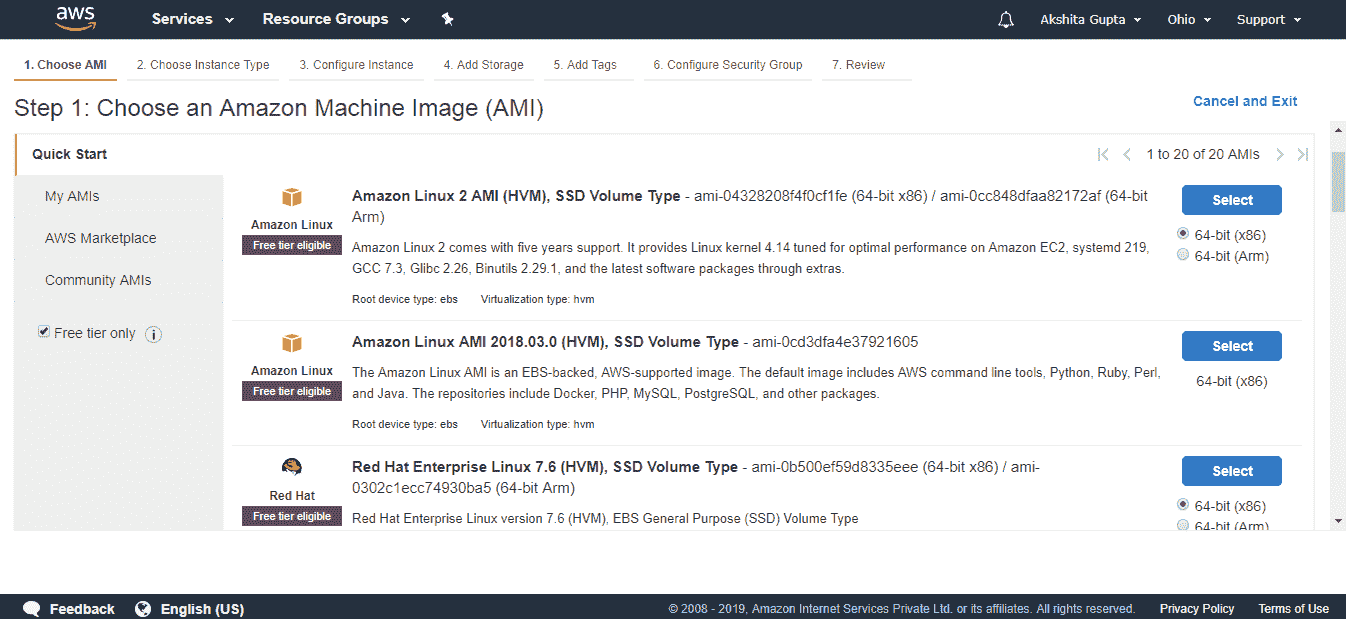 aws Services Resource Groups Akshita Gupta Ohio Support
1. Choose AMI 2. Choose Instance Type 3. Configure Instance 4. Add Storage 5. Add Tags 6. Configure Security Group 7. Review
Step 1: Choose an Amazon Machine Image (AMI)
Cancel and Exit
Quick Start
1 to 20 of 20 AMIs
My AMIs
AWS Marketplace
Community AMIs
Free tier only
Amazon Linux
Free tier eligible
Amazon Linux 2 AMI (HVM), SSD Volume Type - ami-04328208f4f0cf1fe (64-bit x86) / ami-0cc848dfaa82172af (64-bit
Arm)
Amazon Linux 2 comes with five years support. It provides Linux kernel 4.14 tuned for optimal performance on Amazon EC2, systemd 219,
GCC 7.3, Glibc 2.26, Binutils 2.29.1, and the latest software packages through extras.
Root device type: ebs Virtualization type: hvm
Select
64-bit (x86)
64-bit (Arm)
Amazon Linux
Free tier eligible
Amazon Linux AMI 2018.03.0 (HVM), SSD Volume Type - ami-0cd3dfa4e37921605
The Amazon Linux AMI is an EBS-backed, AWS-supported image. The default image includes AWS command line tools, Python, Ruby, Perl,
and Java. The repositories include Docker, PHP, MySQL, PostgreSQL, and other packages.
Root device type: ebs Virtualization type: hvm
Select
64-bit (x86)
Red Hat
Free tier eligible
Red Hat Enterprise Linux 7.6 (HVM), SSD Volume Type - ami-0b500ef59d8335eee (64-bit x86) / ami-
0302c1ecc74930ba5 (64-bit Arm)
Red Hat Enterprise Linux version 7.6 (HVM), EBS General Purpose (SSD) Volume Type
Select
64-bit (x86)
64-bit (Arm)
Feedback English (US) © 2008 - 2019, Amazon Internet Services Private Ltd. or its affiliates. All rights reserved. Privacy Policy Terms of Use